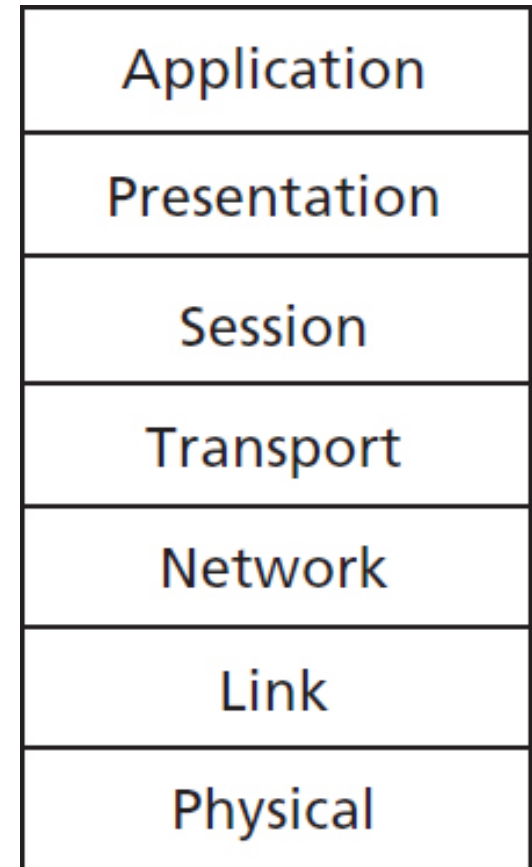 Application
Presentation
Session
Transport
Network
Link
Physical